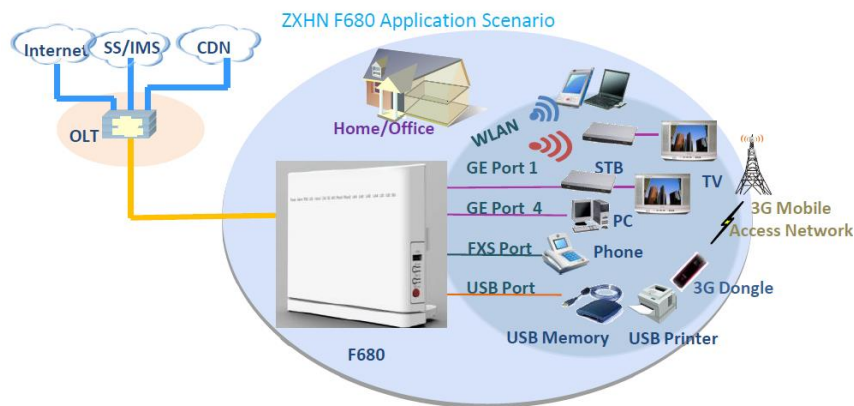 ZXHN F680 Application Scenario
Internet
SS/IMS
CDN
OLT
Home/Office
WLAN
GE Port 1
STB
TV
GE Port 4
PC
3G Mobile
Access Network
FXS Port
Phone
USB Port
3G Dongle
USB Memory
USB Printer
F680